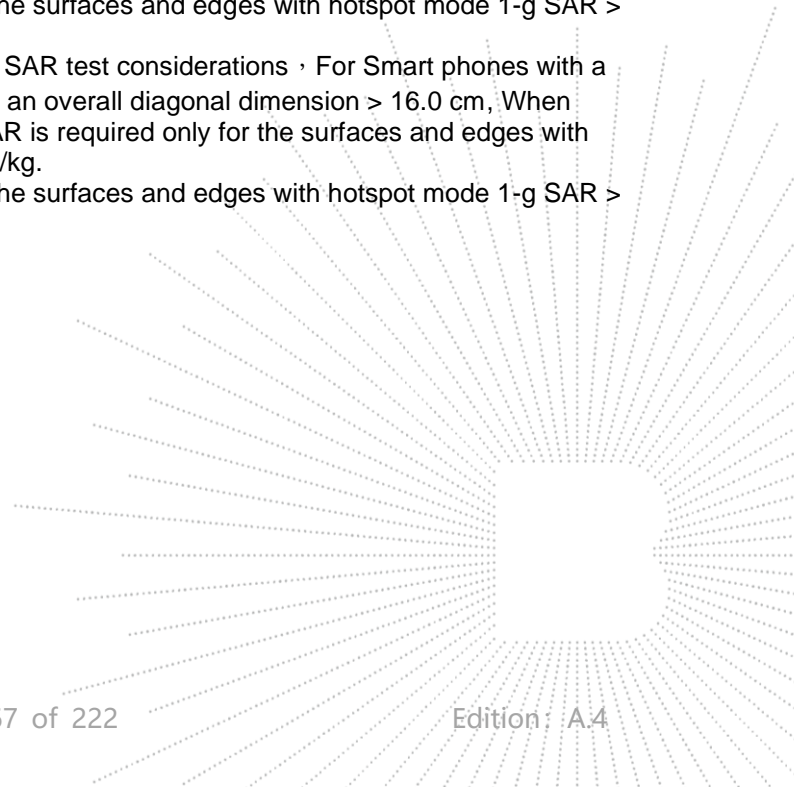 the surfaces and edges with hotspot mode 1-g SAR >
SAR test considerations，For Smart phones with a
an overall diagonal dimension > 16.0 cm, When
AR is required only for the surfaces and edges with
/kg.
he surfaces and edges with hotspot mode 1-g SAR >
7 of 222 Edition：A.4